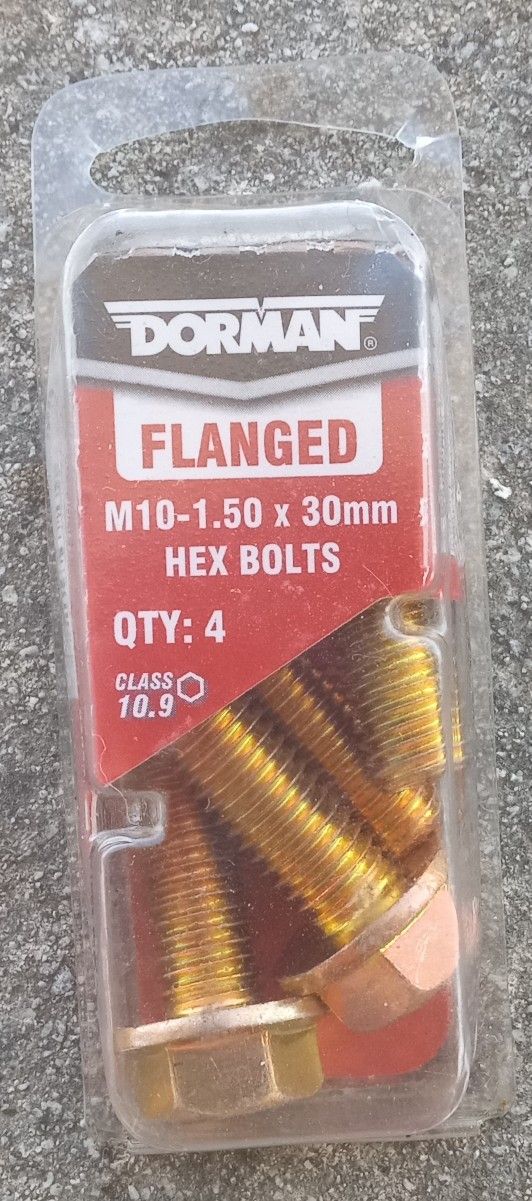 DORMAN®
FLANGED
M10-1.50 x 30mm
HEX BOLTS
QTY: 4
CLASS
10.9